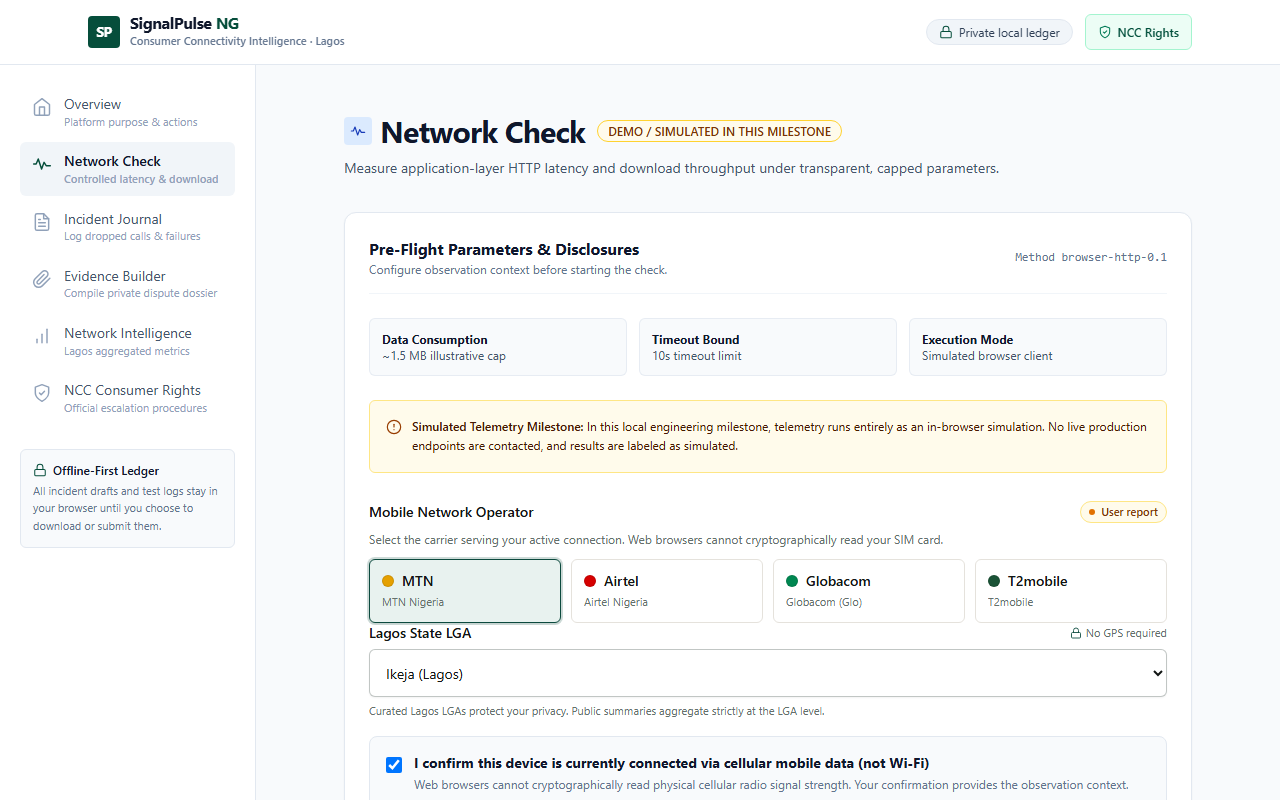 SP
SignalPulse NG
Consumer Connectivity Intelligence · Lagos
Private local ledger
NCC Rights
Overview
Platform purpose & actions
Network Check
Controlled latency & download
Incident Journal
Log dropped calls & failures
Evidence Builder
Compile private dispute dossier
Network Intelligence
Lagos aggregated metrics
NCC Consumer Rights
Official escalation procedures
Offline-First Ledger
All incident drafts and test logs stay in
your browser until you choose to
download or submit them.
Network Check
DEMO / SIMULATED IN THIS MILESTONE
Measure application-layer HTTP latency and download throughput under transparent, capped parameters.
Pre-Flight Parameters & Disclosures
Configure observation context before starting the check.
Method browser-http-0.1
Data Consumption
~1.5 MB illustrative cap
Timeout Bound
10s timeout limit
Execution Mode
Simulated browser client
Simulated Telemetry Milestone: In this local engineering milestone, telemetry runs entirely as an in-browser simulation. No live production
endpoints are contacted, and results are labeled as simulated.
Mobile Network Operator
User report
Select the carrier serving your active connection. Web browsers cannot cryptographically read your SIM card.
MTN
MTN Nigeria
Airtel
Airtel Nigeria
Globacom
Globacom (Glo)
T2mobile
T2mobile
Lagos State LGA
No GPS required
Ikeja (Lagos)
Curated Lagos LGAs protect your privacy. Public summaries aggregate strictly at the LGA level.
I confirm this device is currently connected via cellular mobile data (not Wi-Fi)
Web browsers cannot cryptographically read physical cellular radio signal strength. Your confirmation provides the observation context.